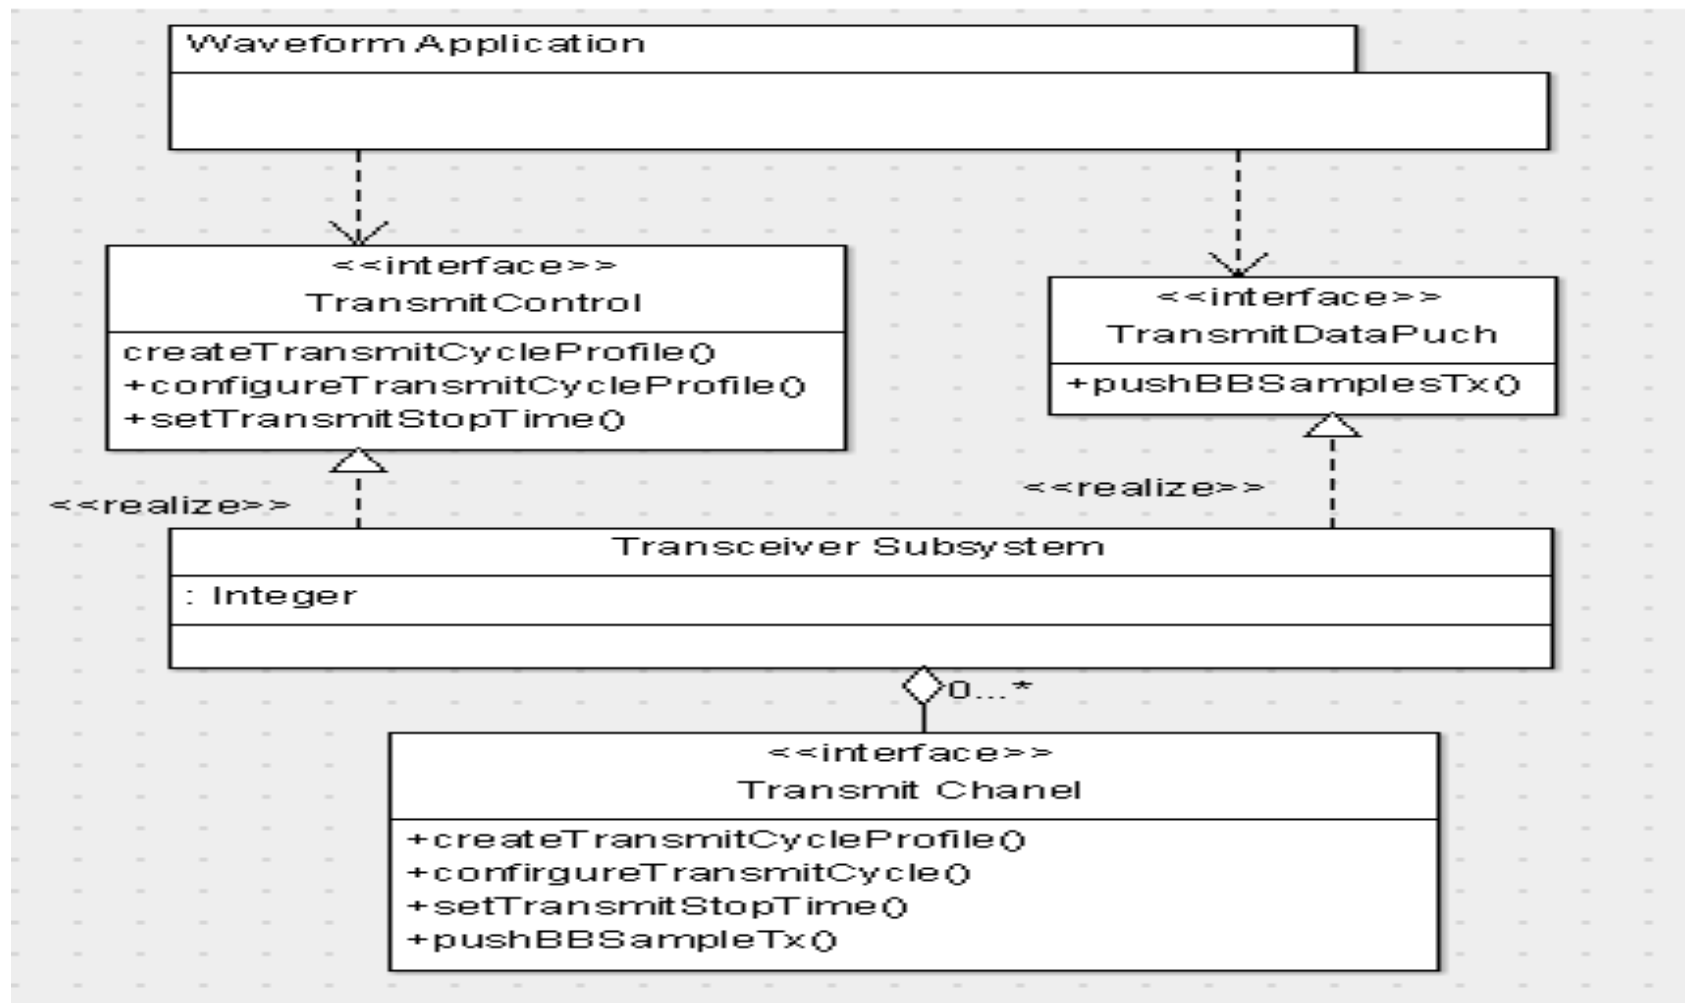 Waveform Application
<<interface>>
TransmitControl
createTransmitCycleProfile()
+configureTransmitCycleProfile()
+setTransmitStopTime()
<<interface>>
TransmitDataPuch
+pushBBSamplesTx()
<<realize>>
<<realize>>
Transceiver Subsystem
: Integer
0...*
<<interface>>
Transmit Chanel
+createTransmitCycleProfile()
+confirgureTransmitCycle()
+setTransmitStopTime()
+pushBBSampleTx()